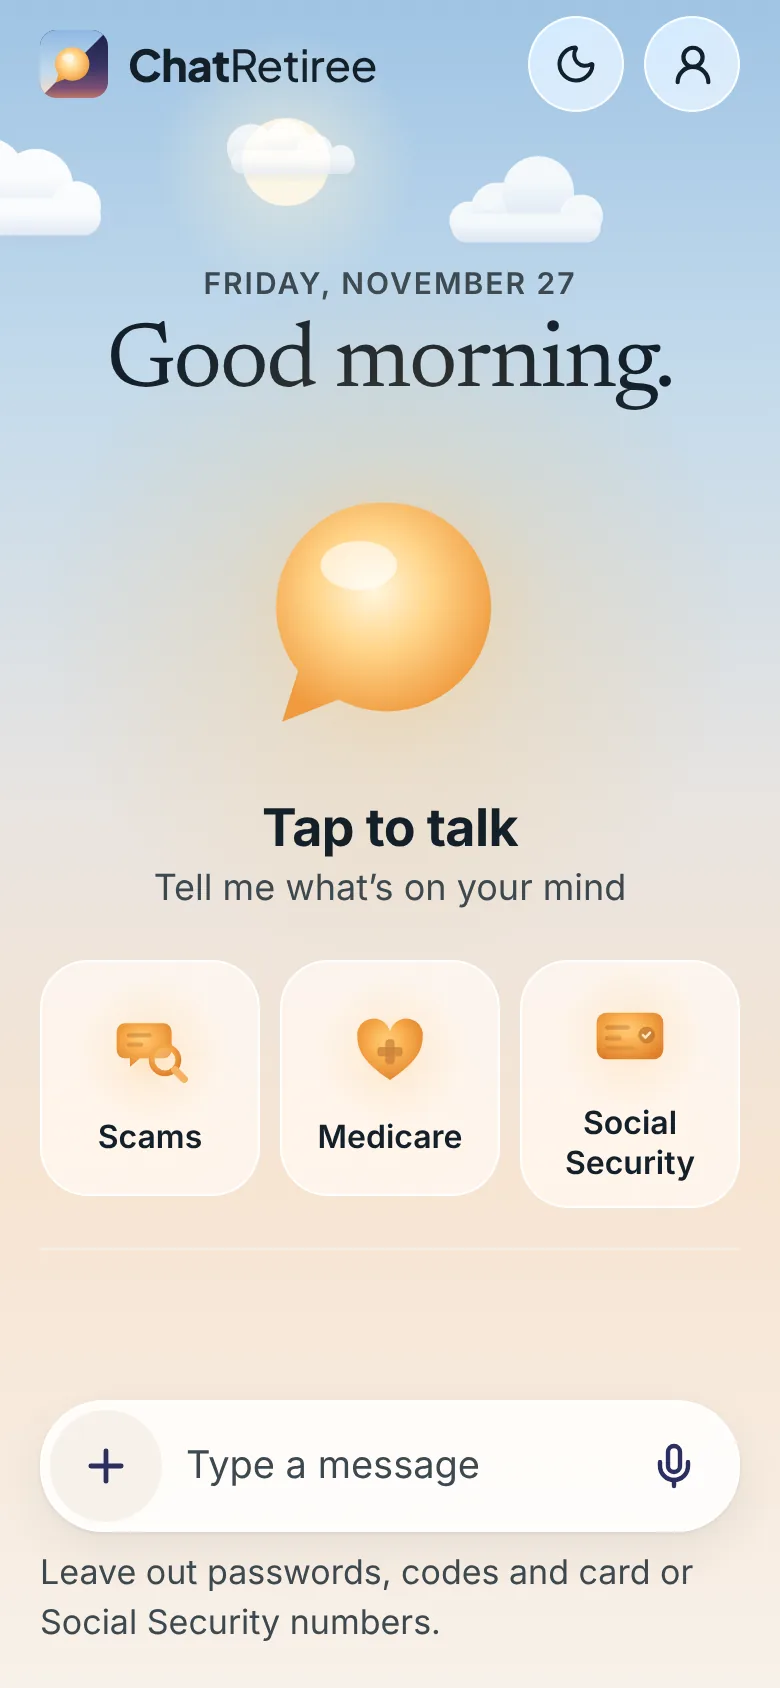 ChatRetiree
FRIDAY, NOVEMBER 27
Good morning.
Tap to talk
Tell me what’s on your mind
Scams
Medicare
Social
Security
Type a message
Leave out passwords, codes and card or
Social Security numbers.